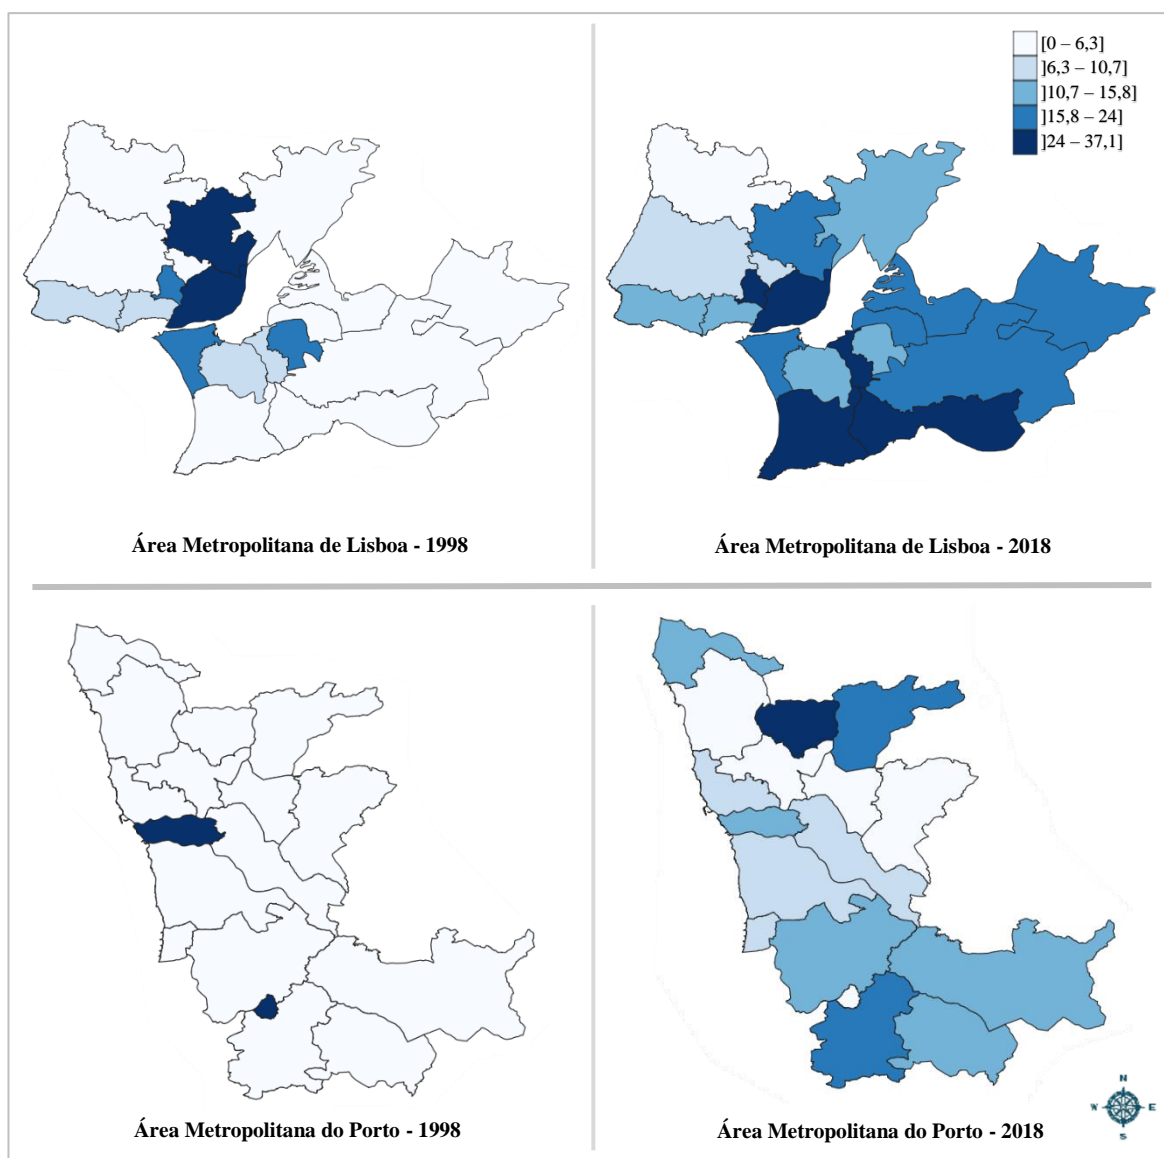 [0 – 6,3]
]6,3 – 10,7]
]10,7 – 15,8]
]15,8 – 24]
]24 – 37,1]
Área Metropolitana de Lisboa - 1998
Área Metropolitana de Lisboa - 2018
Área Metropolitana do Porto - 1998
Área Metropolitana do Porto - 2018
N
W E
S